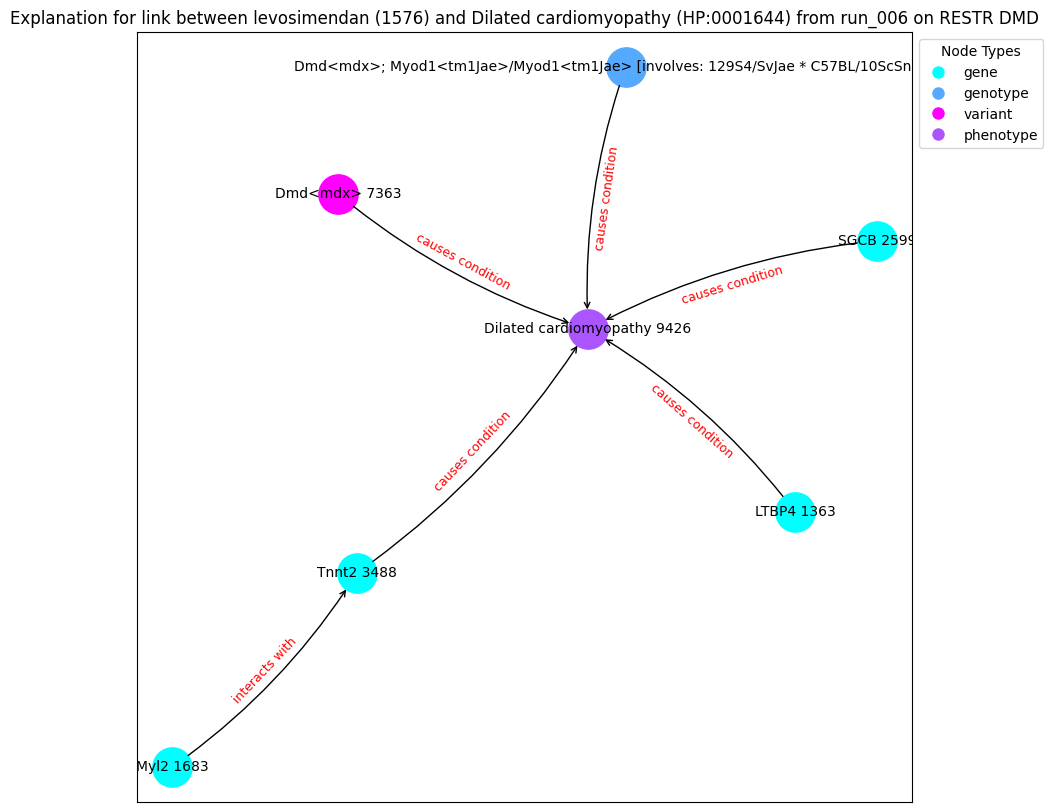 Explanation for link between levosimendan (1576) and Dilated cardiomyopathy (HP:0001644) from run_006 on RESTR DMD
Node Types
gene
genotype
variant
phenotype
Dmd<mdx>; Myod1<tm1Jae>/Myod1<tm1Jae> [involves: 129S4/SvJae * C57BL/10ScSn
causes condition
Dmd<mdx> 7363
causes condition
SGCB 2599
causes condition
Dilated cardiomyopathy 9426
causes condition
causes condition
LTBP4 1363
Tnnt2 3488
interacts with
Myl2 1683